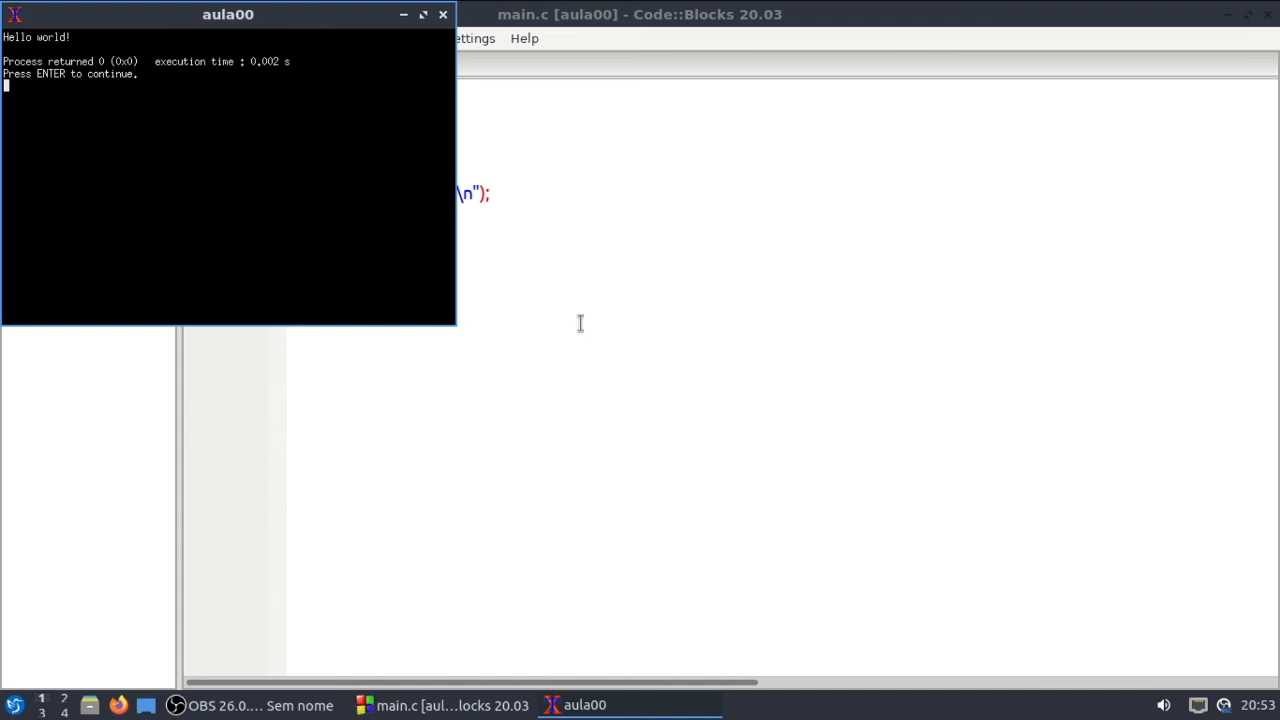 aula00
main.c [aula00] - Code::Blocks 20.03
ettings Help
Hello world!
Process returned 0 (0x0) execution time : 0.002 s
Press ENTER to continue.
\n");
1 2
3 4
OBS 26.0.... Sem nome
main.c [aul...locks 20.03
aula00
20:53